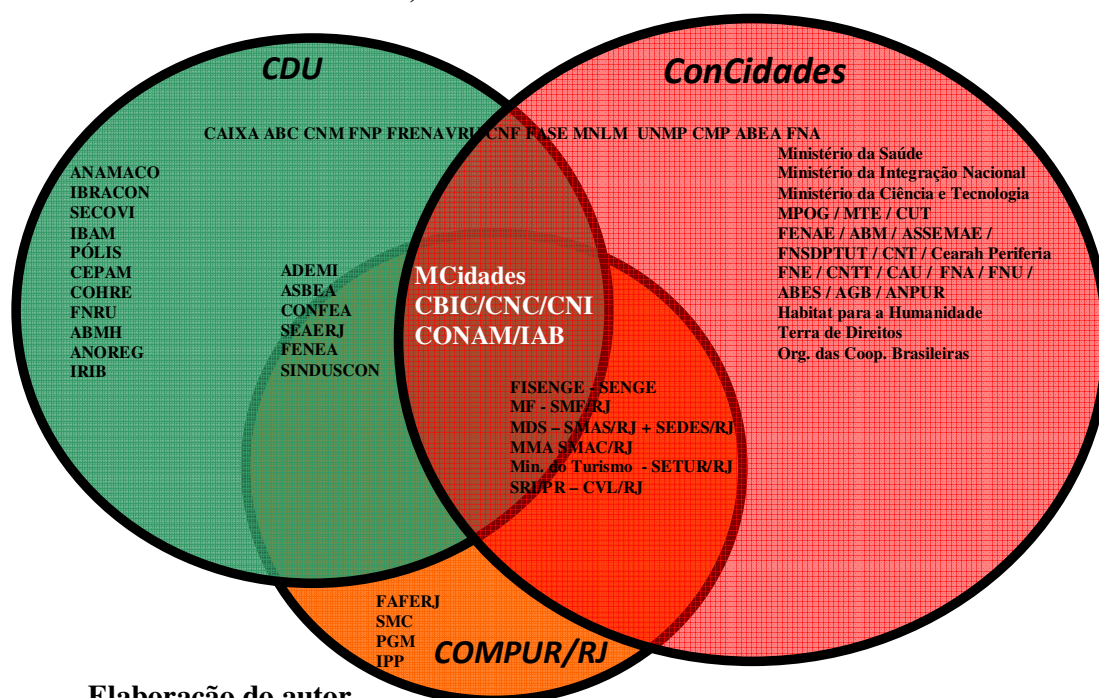 CDU
ConCidades
CAIXA ABC CNM FNP FRENAVRU CNF FASE MNLM UNMP CMP ABEA FNA
ANAMACO
IBRACON
SECOVI
IBAM
PÓLIS
CEPAM
COHRE
FNRU
ABMH
ANOREG
IRIB
ADEMI
ASBEA
CONFEA
SEAERJ
FENEA
SINDUSCON
MCidades
CBIC/CNC/CNI
CONAM/IAB
Ministério da Saúde
Ministério da Integração Nacional
Ministério da Ciência e Tecnologia
MPOG / MTE / CUT
FENAE / ABM / ASSEMAE /
FNSDPTUT / CNT / Cearah Periferia
FNE / CNTT / CAU / FNA / FNU /
ABES / AGB / ANPUR
Habitat para a Humanidade
Terra de Direitos
Org. das Coop. Brasileiras
FISENGE - SENGE
MF - SMF/RJ
MDS – SMAS/RJ + SEDES/RJ
MMA SMAC/RJ
Min. do Turismo - SETUR/RJ
SRI/PR – CVL/RJ
FAFERJ
SMC
PGM
IPP
COMPUR/RJ
Elaboração do autor